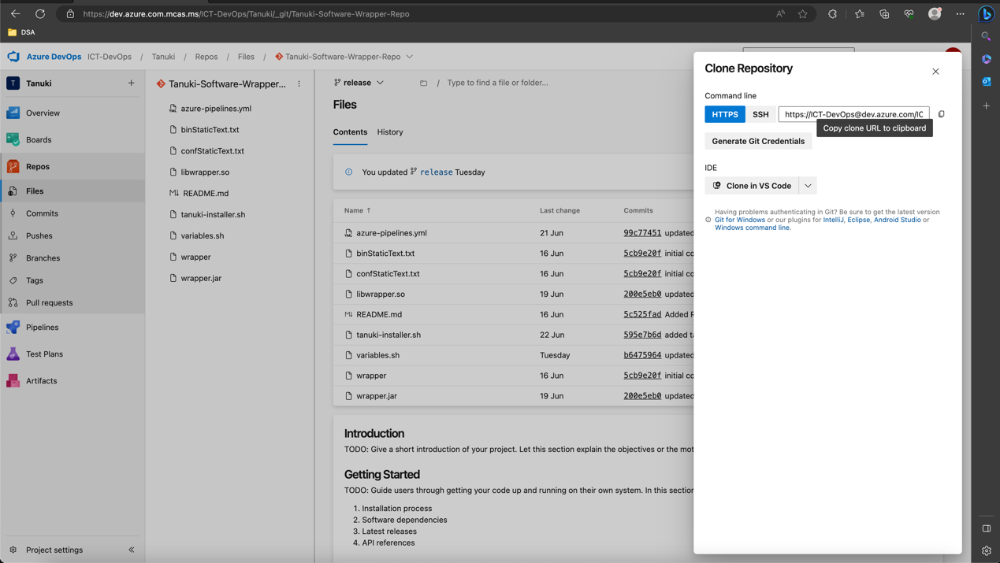 https://dev.azure.com.mcas.ms/ICT-DevOps/Tanuki/_git/Tanuki-Software-Wrapper-Repo
DSA
Azure DevOps ICT-DevOps / Tanuki / Repos / Files / Tanuki-Software-Wrapper-Repo
T Tanuki
Overview
Boards
Repos
Files
Commits
Pushes
Branches
Tags
Pull requests
Pipelines
Test Plans
Artifacts
Project settings
Tanuki-Software-Wrapper...
azure-pipelines.yml
binStaticText.txt
confStaticText.txt
libwrapper.so
README.md
tanuki-installer.sh
variables.sh
wrapper
wrapper.jar
release / Type to find a file or folder...
Files
Contents History
You updated release Tuesday
Name ↑ Last change Commits
azure-pipelines.yml 21 Jun 99c77451 updated
binStaticText.txt 16 Jun 5cb9e20f initial co
confStaticText.txt 16 Jun 5cb9e20f initial co
libwrapper.so 19 Jun 200e5eb0 updated
README.md 16 Jun 5c525fad Added
tanuki-installer.sh 22 Jun 595e7b6d added
variables.sh Tuesday b6475964 updated
wrapper 16 Jun 5cb9e20f initial co
wrapper.jar 19 Jun 200e5eb0 updated
Introduction
TODO: Give a short introduction of your project. Let this section explain the objectives or the mot
Getting Started
TODO: Guide users through getting your code up and running on their own system. In this section
1. Installation process
2. Software dependencies
3. Latest releases
4. API references
Clone Repository
Command line
HTTPS SSH https://ICT-DevOps@dev.azure.com/IC
Copy clone URL to clipboard
Generate Git Credentials
IDE
Clone in VS Code
Having problems authenticating in Git? Be sure to get the latest version
Git for Windows or our plugins for IntelliJ, Eclipse, Android Studio or
Windows command line.